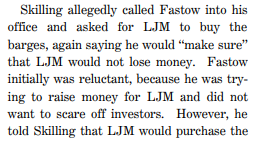 Skilling allegedly called Fastow into his
office and asked for LJM to buy the
barges, again saying he would “make sure”
that LJM would not lose money. Fastow
initially was reluctant, because he was try-
ing to raise money for LJM and did not
want to scare off investors. However, he
told Skilling that LJM would purchase the